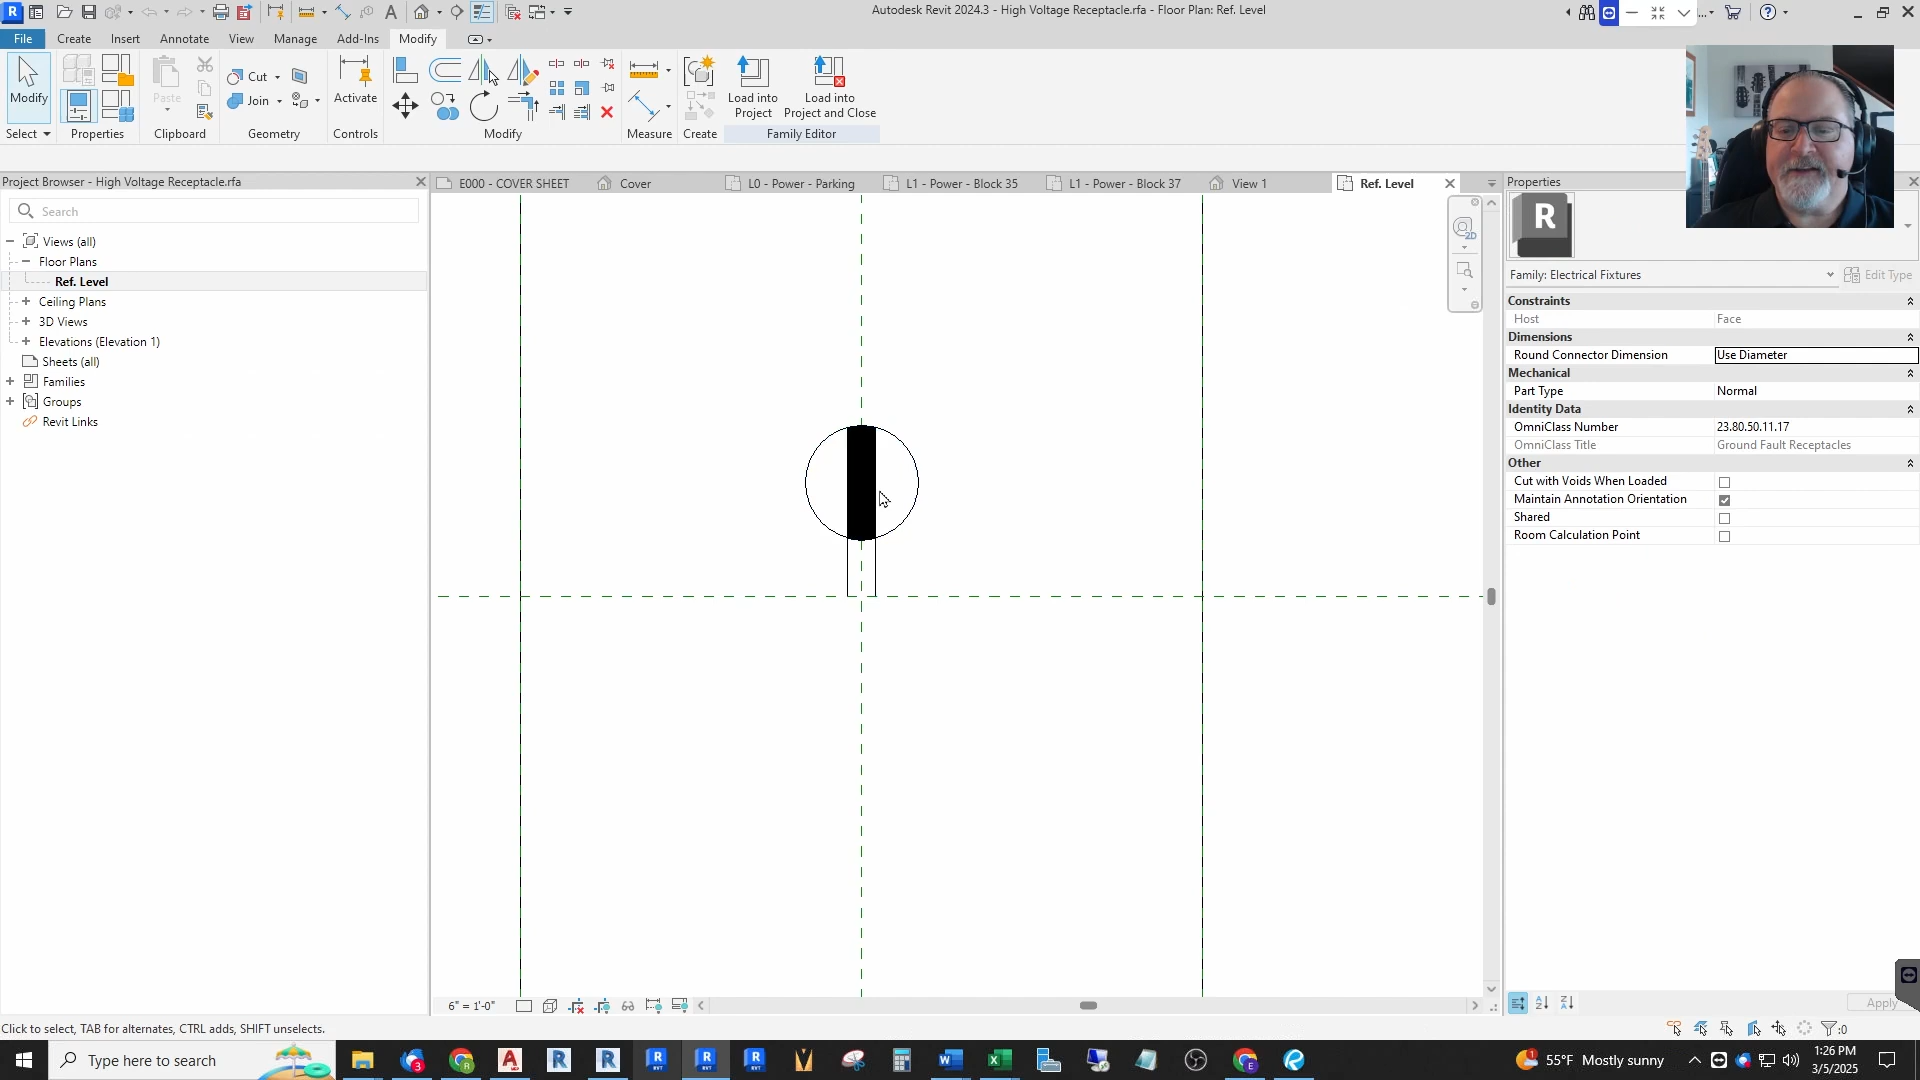 Autodesk Revit 2024.3 - High Voltage Receptacle.rfa - Floor Plan: Ref. Level
File Create Insert Annotate View Manage Add-Ins Modify
Modify Paste Cut Join Activate Load into Project Load into Project and Close
Select Properties Clipboard Geometry Controls Modify Measure Create Family Editor
Project Browser - High Voltage Receptacle.rfa
E000 - COVER SHEET Cover L0 - Power - Parking L1 - Power - Block 35 L1 - Power - Block 37 View 1 Ref. Level
Properties
Search
Views (all)
Floor Plans
Ref. Level
Ceiling Plans
3D Views
Elevations (Elevation 1)
Sheets (all)
Families
Groups
Revit Links
2D
R
Family: Electrical Fixtures Edit Type
Constraints
Host Face
Dimensions
Round Connector Dimension Use Diameter
Mechanical
Part Type Normal
Identity Data
OmniClass Number 23.80.50.11.17
OmniClass Title Ground Fault Receptacles
Other
Cut with Voids When Loaded
Maintain Annotation Orientation
Shared
Room Calculation Point
6" = 1'-0"
Apply
Click to select, TAB for alternates, CTRL adds, SHIFT unselects.
:0
Type here to search
55°F Mostly sunny
1:26 PM
3/5/2025